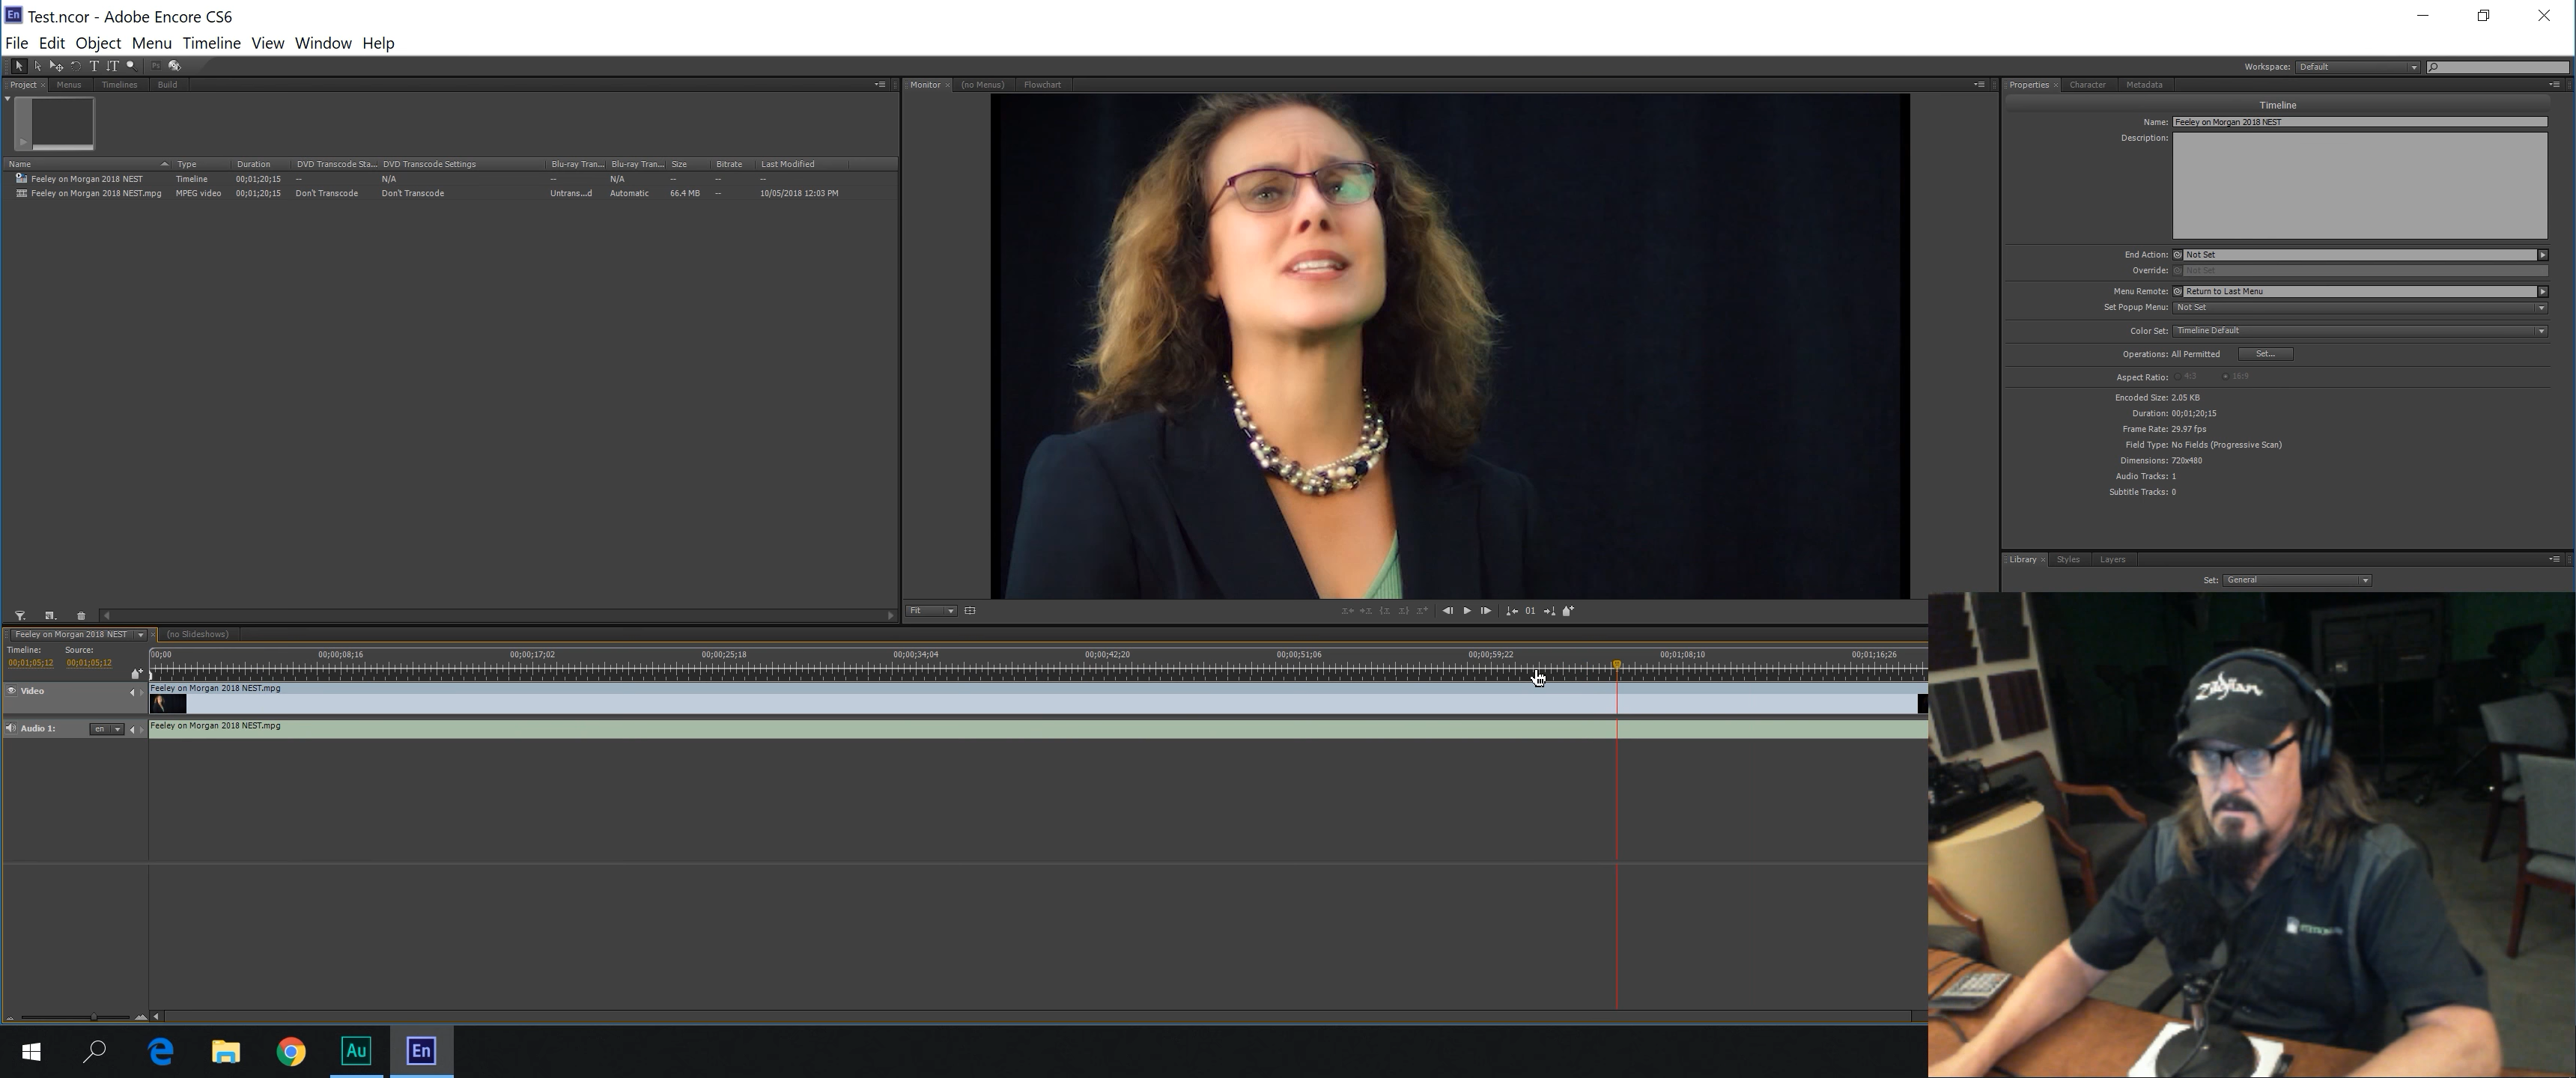 En Test.ncor - Adobe Encore CS6
File Edit Object Menu Timeline View Window Help
Workspace: Default
Project Menus Timelines Build
Monitor (no Menus) Flowchart
Properties Character Metadata
Name Type Duration DVD Transcode Sta... DVD Transcode Settings Blu-ray Tran... Blu-ray Tran... Size Bitrate Last Modified
Feeley on Morgan 2018 NEST Timeline 00;01;20;15 -- N/A -- N/A -- -- --
Feeley on Morgan 2018 NEST.mpg MPEG video 00;01;20;15 Don't Transcode Don't Transcode Untrans...d Automatic 66.4 MB -- 10/05/2018 12:03 PM
Timeline
Name: Feeley on Morgan 2018 NEST
Description:
End Action: Not Set
Override: Not Set
Menu Remote: Return to Last Menu
Set Popup Menu: Not Set
Color Set: Timeline Default
Operations: All Permitted Set...
Aspect Ratio: 4:3 16:9
Encoded Size: 2.05 KB
Duration: 00;01;20;15
Frame Rate: 29.97 fps
Field Type: No Fields (Progressive Scan)
Dimensions: 720x480
Audio Tracks: 1
Subtitle Tracks: 0
Library Styles Layers
Set: General
Fit
01
Feeley on Morgan 2018 NEST (no Slideshows)
Timeline: Source:
00;01;05;12 00;01;05;12
00;00 00;00;08;16 00;00;17;02 00;00;25;18 00;00;34;04 00;00;42;20 00;00;51;06 00;00;59;22 00;01;08;10 00;01;16;26
Video
Feeley on Morgan 2018 NEST.mpg
Audio 1: en
Feeley on Morgan 2018 NEST.mpg
Zildjian
Au En